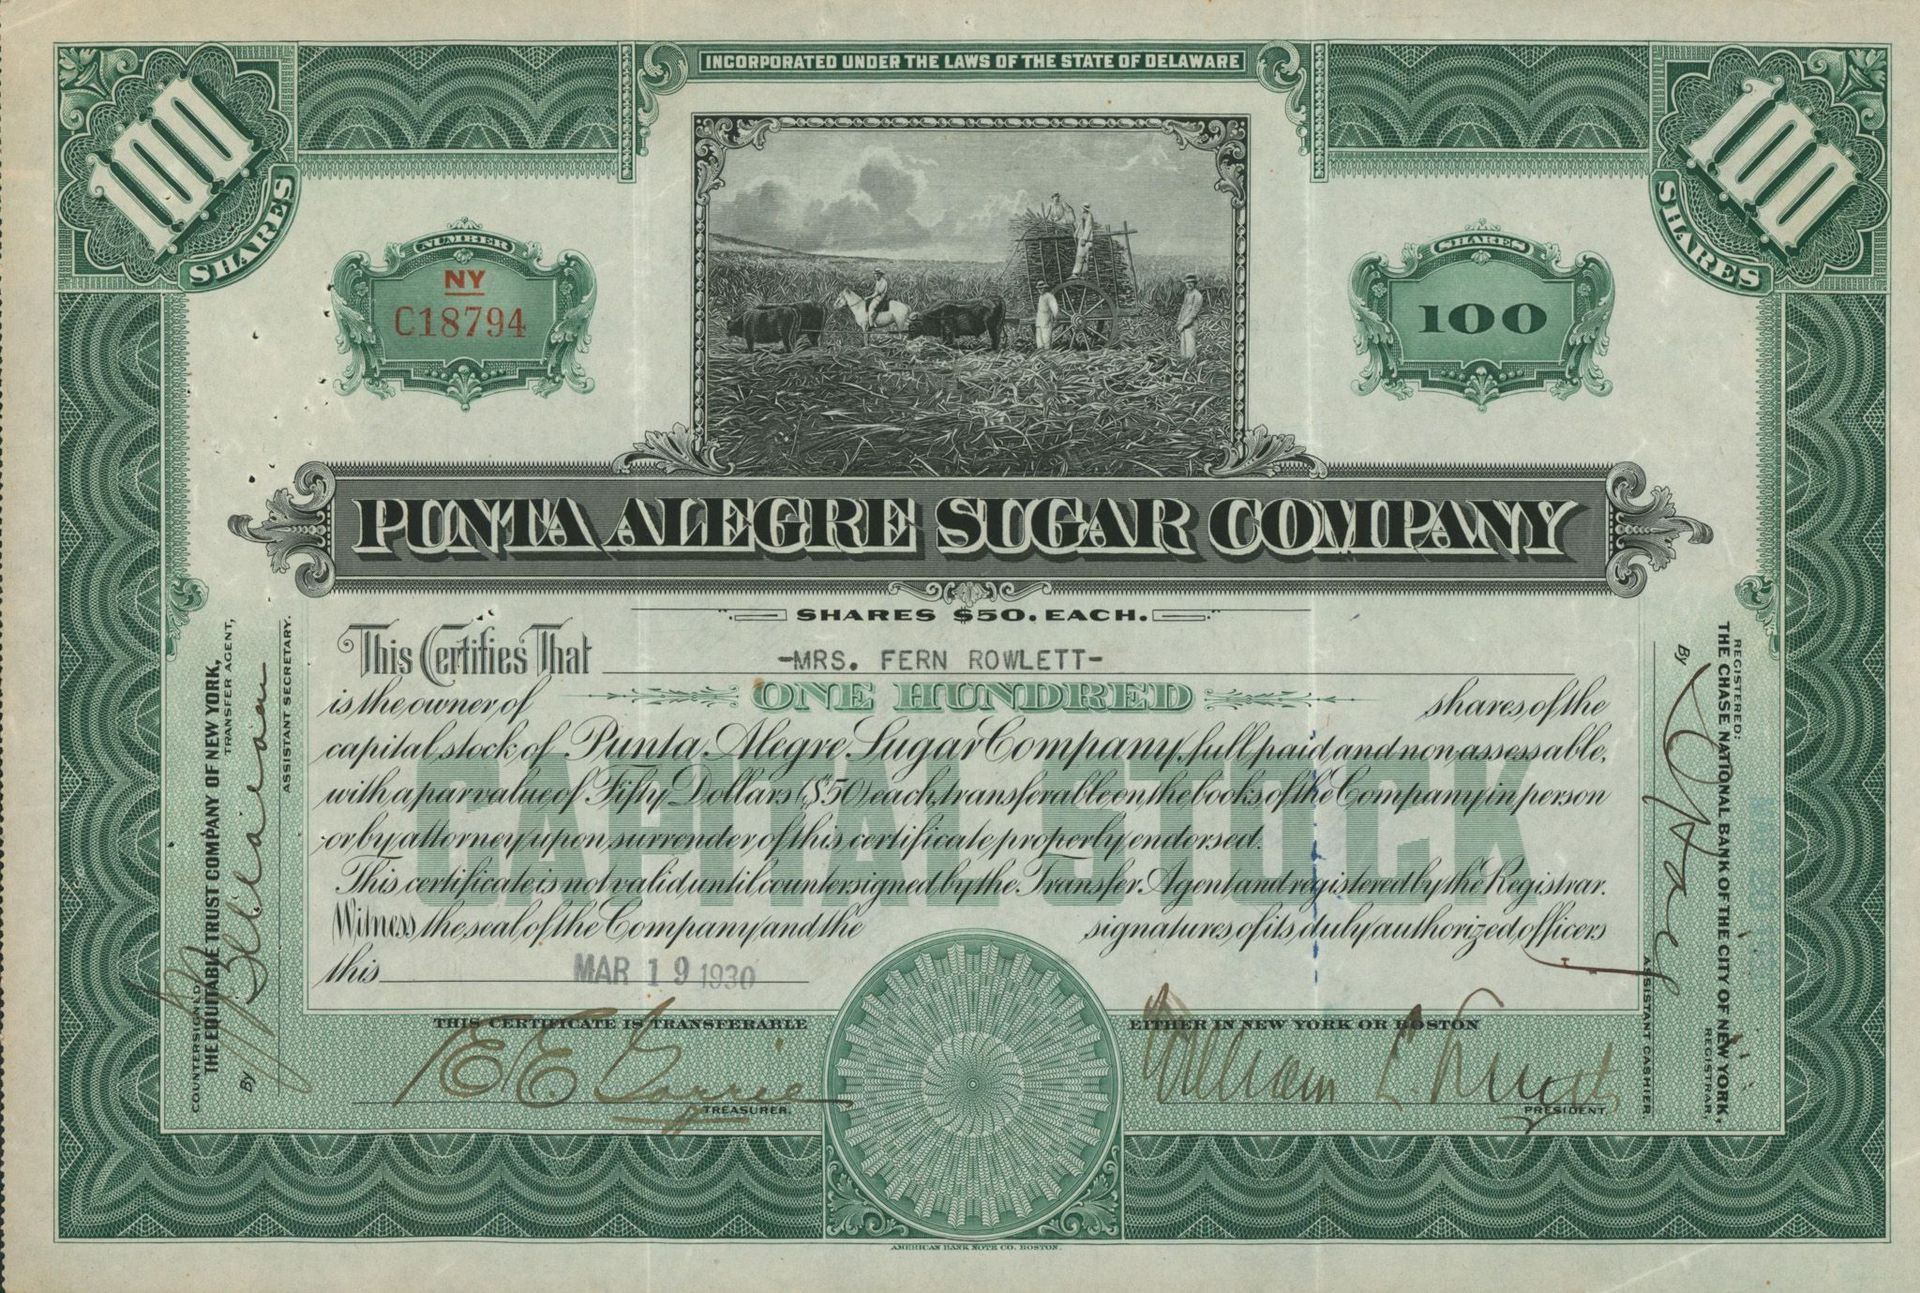 INCORPORATED UNDER THE LAWS OF THE STATE OF DELAWARE
100
SHARES
100
SHARES
NUMBER
NY
C18794
SHARES
100
PUNTA ALEGRE SUGAR COMPANY
SHARES $50. EACH.
This Certifies That -MRS. FERN ROWLETT-
is the owner of ONE HUNDRED shares of the
capital stock of Punta Alegre Sugar Company, full paid and non assessable,
with a par value of Fifty Dollars ($50) each, transferable on the books of the Company in person
or by attorney upon surrender of this certificate properly endorsed.
This certificate is not valid until countersigned by the Transfer Agent and registered by the Registrar.
Witness the seal of the Company and the signatures of its duly authorized officers
this MAR 19 1930
CAPITAL STOCK
THIS CERTIFICATE IS TRANSFERABLE EITHER IN NEW YORK OR BOSTON
E E Gorrie
TREASURER.
William C
PRESIDENT.
COUNTERSIGNED:
THE EQUITABLE TRUST COMPANY OF NEW YORK,
TRANSFER AGENT,
BY
ASSISTANT SECRETARY.
REGISTERED:
THE CHASE NATIONAL BANK OF THE CITY OF NEW YORK,
REGISTRAR,
BY
ASSISTANT CASHIER
AMERICAN BANK NOTE CO. BOSTON.